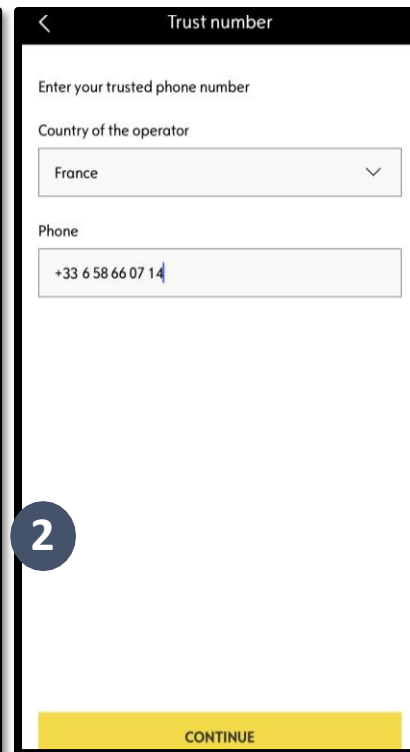 Trust number
Enter your trusted phone number
Country of the operator
France
Phone
+33 6 58 66 07 14
2
CONTINUE